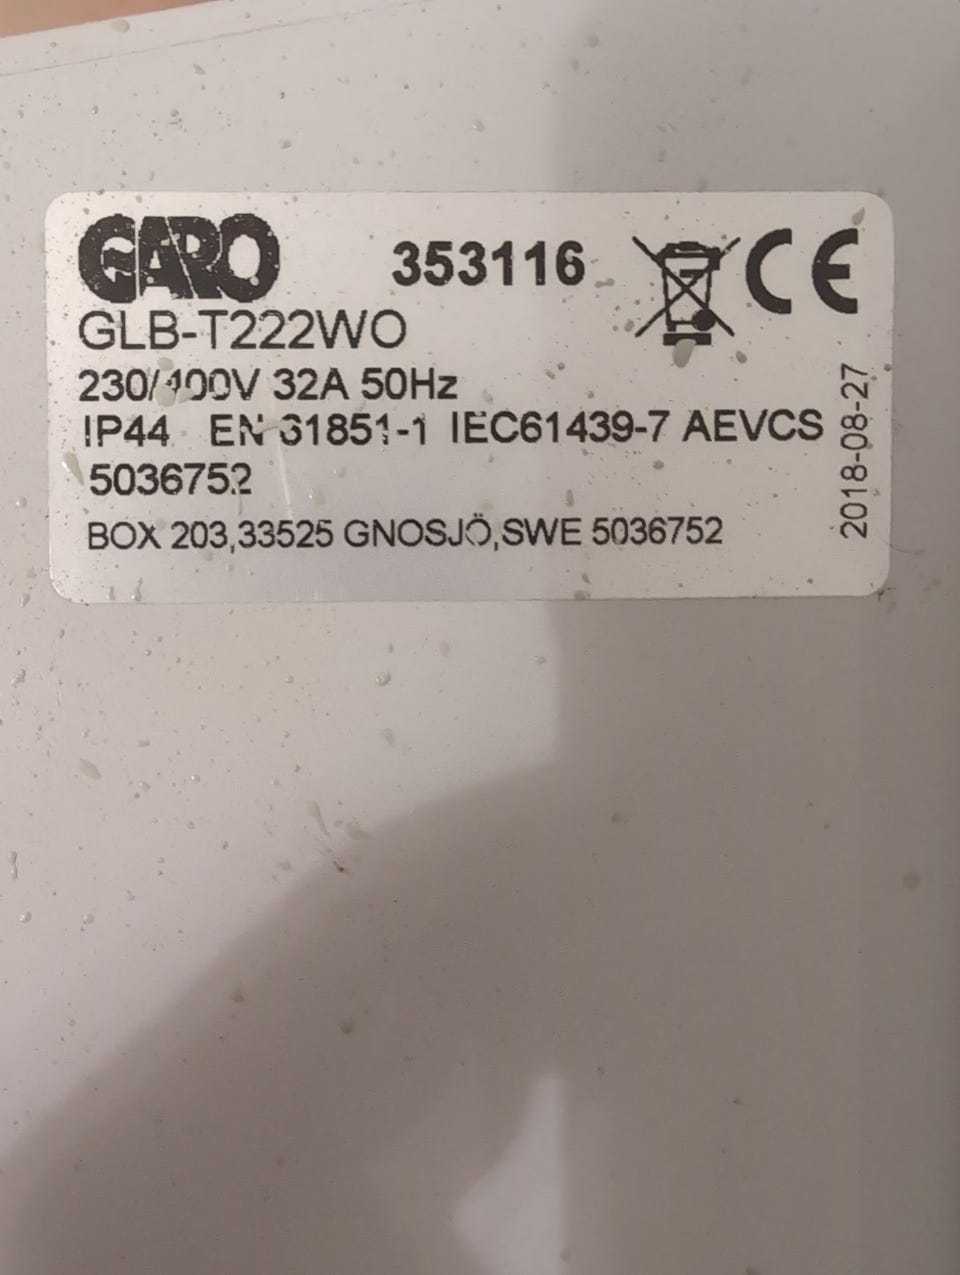 GARO
353116
CE
GLB-T222WO
230/400V 32A 50Hz
IP44 EN 61851-1 IEC61439-7 AEVCS
5036752
BOX 203,33525 GNOSJÖ,SWE 5036752
2018-08-27